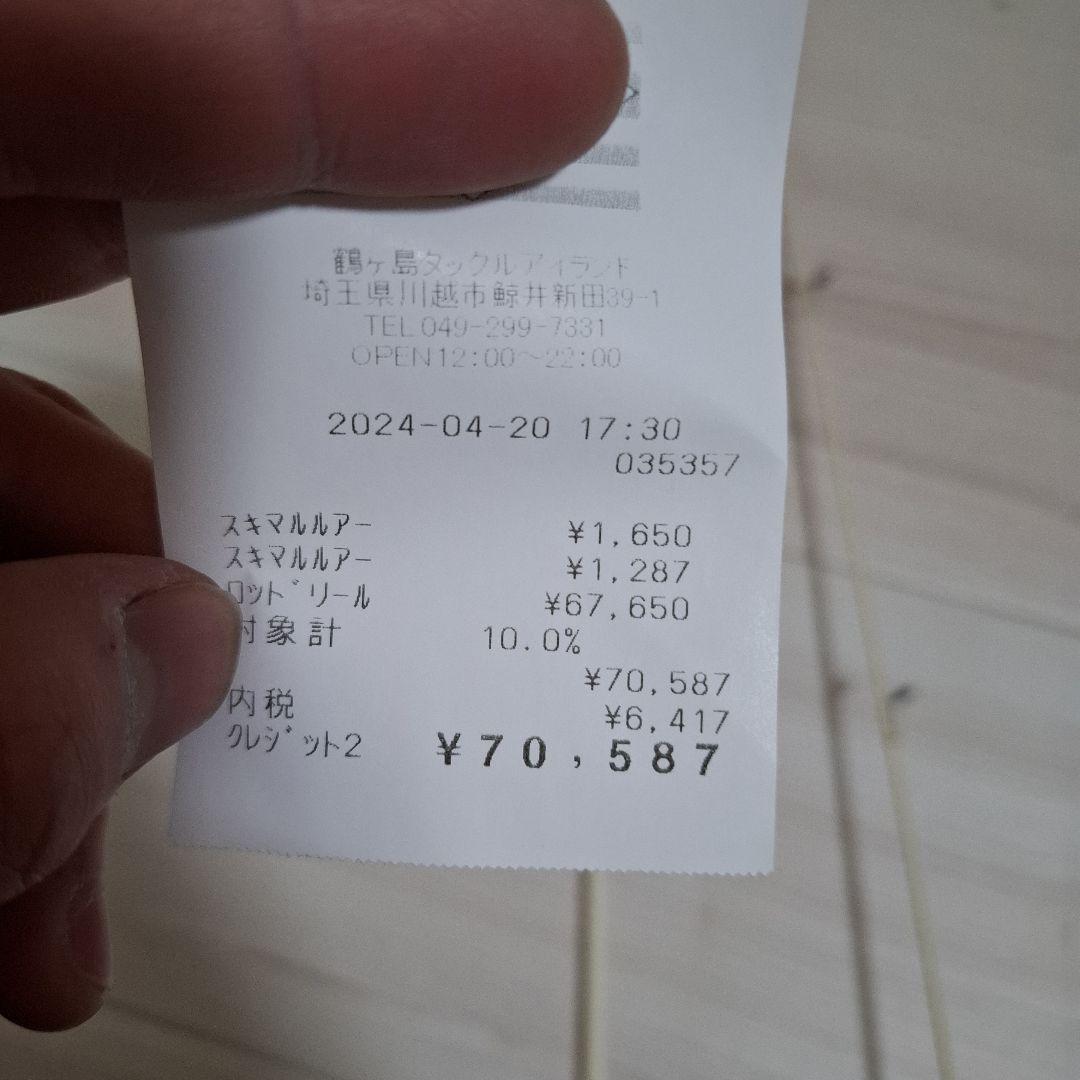 鶴ヶ島タックルアイランド
埼玉県川越市鯨井新田39-1
TEL049-299-7331
OPEN12:00〜22:00
2024-04-20 17:30
035357
スキマルルアー ¥1,650
スキマルルアー ¥1,287
ロッドリール ¥67,650
対象計 10.0%
¥70,587
内税 ¥6,417
クレジット2 ¥70,587